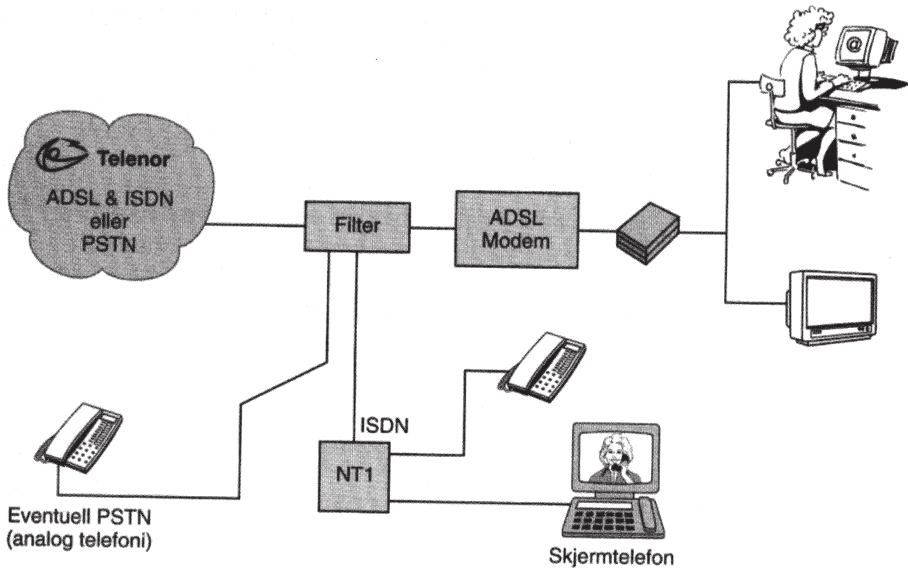 Telenor
ADSL & ISDN
eller
PSTN
Filter
ADSL
Modem
@
ISDN
NT1
Eventuell PSTN
(analog telefoni)
Skjermtelefon